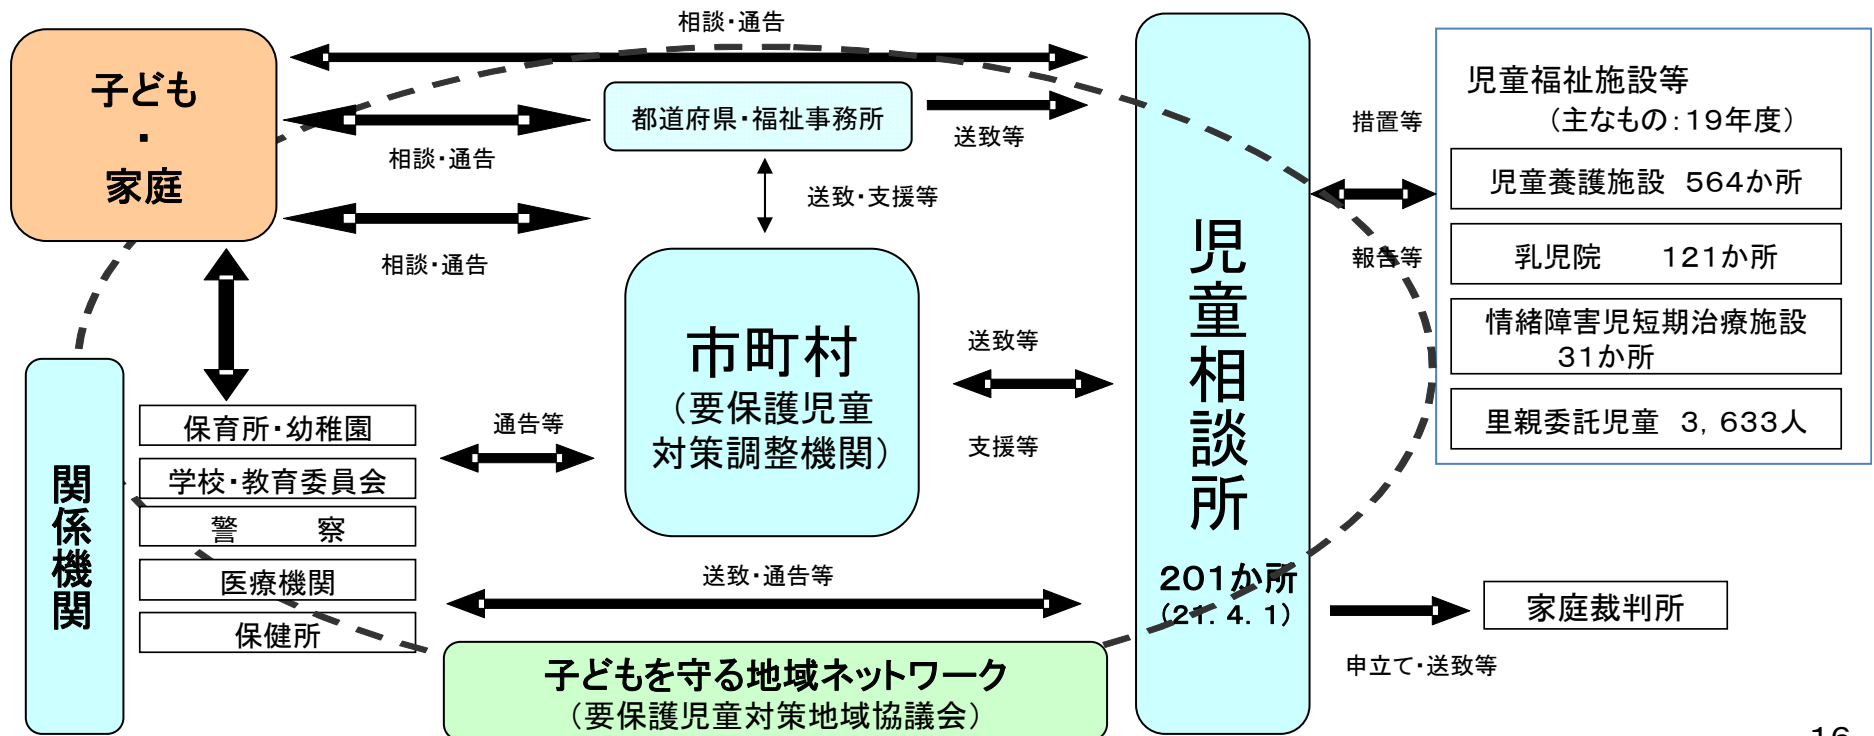 相談・通告
子ども
・
家庭
都道府県・福祉事務所
送致等
相談・通告
送致・支援等
相談・通告
市町村
（要保護児童
対策調整機関）
送致等
支援等
通告等
関係機関
保育所・幼稚園
学校・教育委員会
警　　察
医療機関
保健所
送致・通告等
子どもを守る地域ネットワーク
（要保護児童対策地域協議会）
児童相談所
201か所
（21．4．1）
措置等
報告等
児童福祉施設等
（主なもの：19年度）
児童養護施設　564か所
乳児院　　121か所
情緒障害児短期治療施設
31か所
里親委託児童　3，633人
家庭裁判所
申立て・送致等